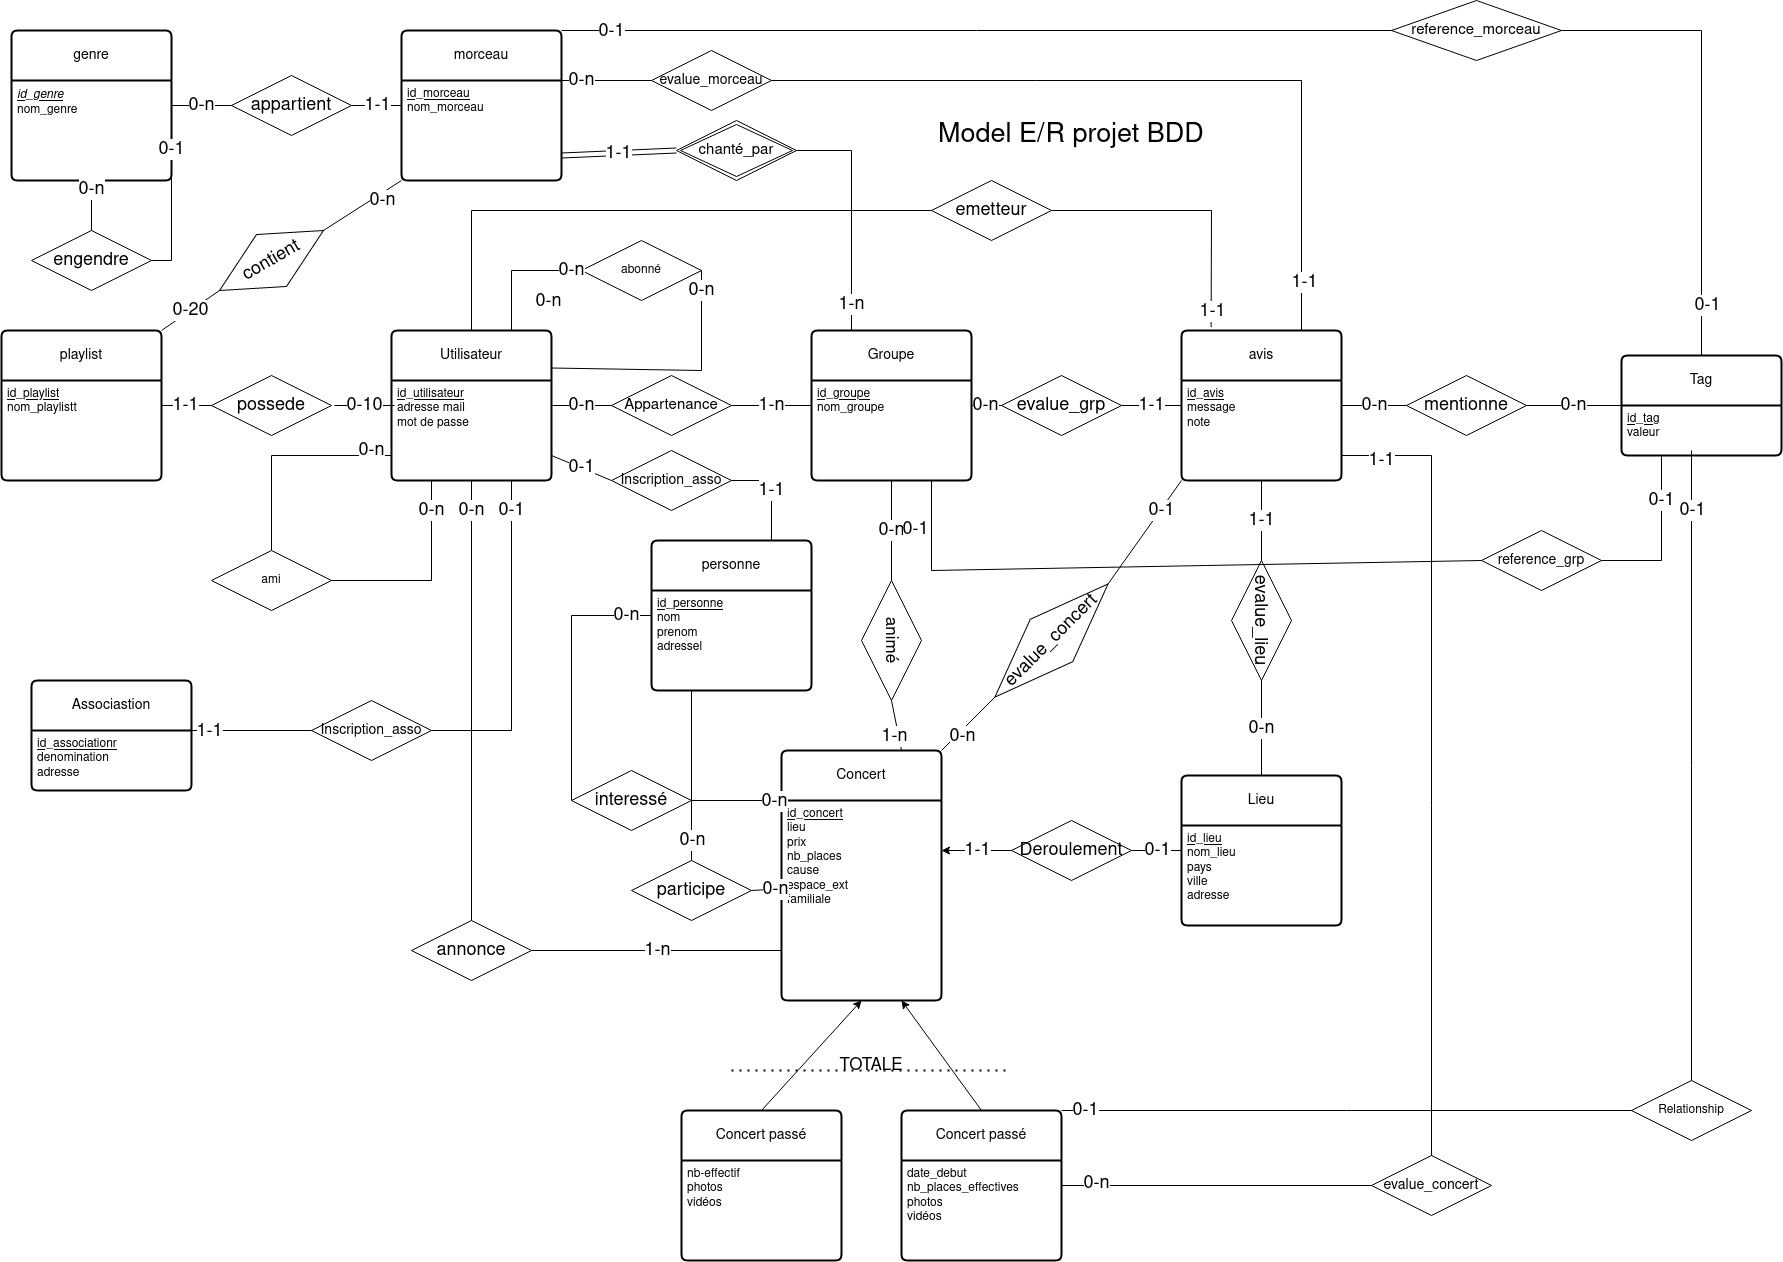 genre
id_genre
nom_genre
0-n
appartient
1-1
0-1
0-n
engendre
morceau
id_morceau
nom_morceau
0-1
reference_morceau
0-1
0-n
evalue_morceau
1-1
1-1
chanté_par
1-n
Model E/R projet BDD
0-n
contient
0-20
emetteur
1-1
0-n
abonné
0-n
0-n
playlist
id_playlist
nom_playlistt
1-1
possede
0-10
Utilisateur
id_utilisateur
adresse mail
mot de passe
0-n
Appartenance
1-n
Groupe
id_groupe
nom_groupe
0-n
evalue_grp
1-1
avis
id_avis
message
note
0-n
mentionne
0-n
Tag
id_tag
valeur
0-n
ami
0-n
0-n
0-1
0-1
Inscription_asso
1-1
1-1
0-1
0-1
0-n
0-1
reference_grp
0-1
1-1
personne
id_personne
nom
prenom
adressel
0-n
animé
1-n
evalue_concert
0-n
evalue_lieu
0-n
Associastion
id_associationr
denomination
adresse
1-1
Inscription_asso
interessé
0-n
0-n
participe
0-n
Concert
id_concert
lieu
prix
nb_places
cause
espace_ext
familiale
1-1
Deroulement
0-1
Lieu
id_lieu
nom_lieu
pays
ville
adresse
annonce
1-n
TOTALE
Concert passé
nb-effectif
photos
vidéos
Concert passé
date_debut
nb_places_effectives
photos
vidéos
0-1
Relationship
0-n
evalue_concert